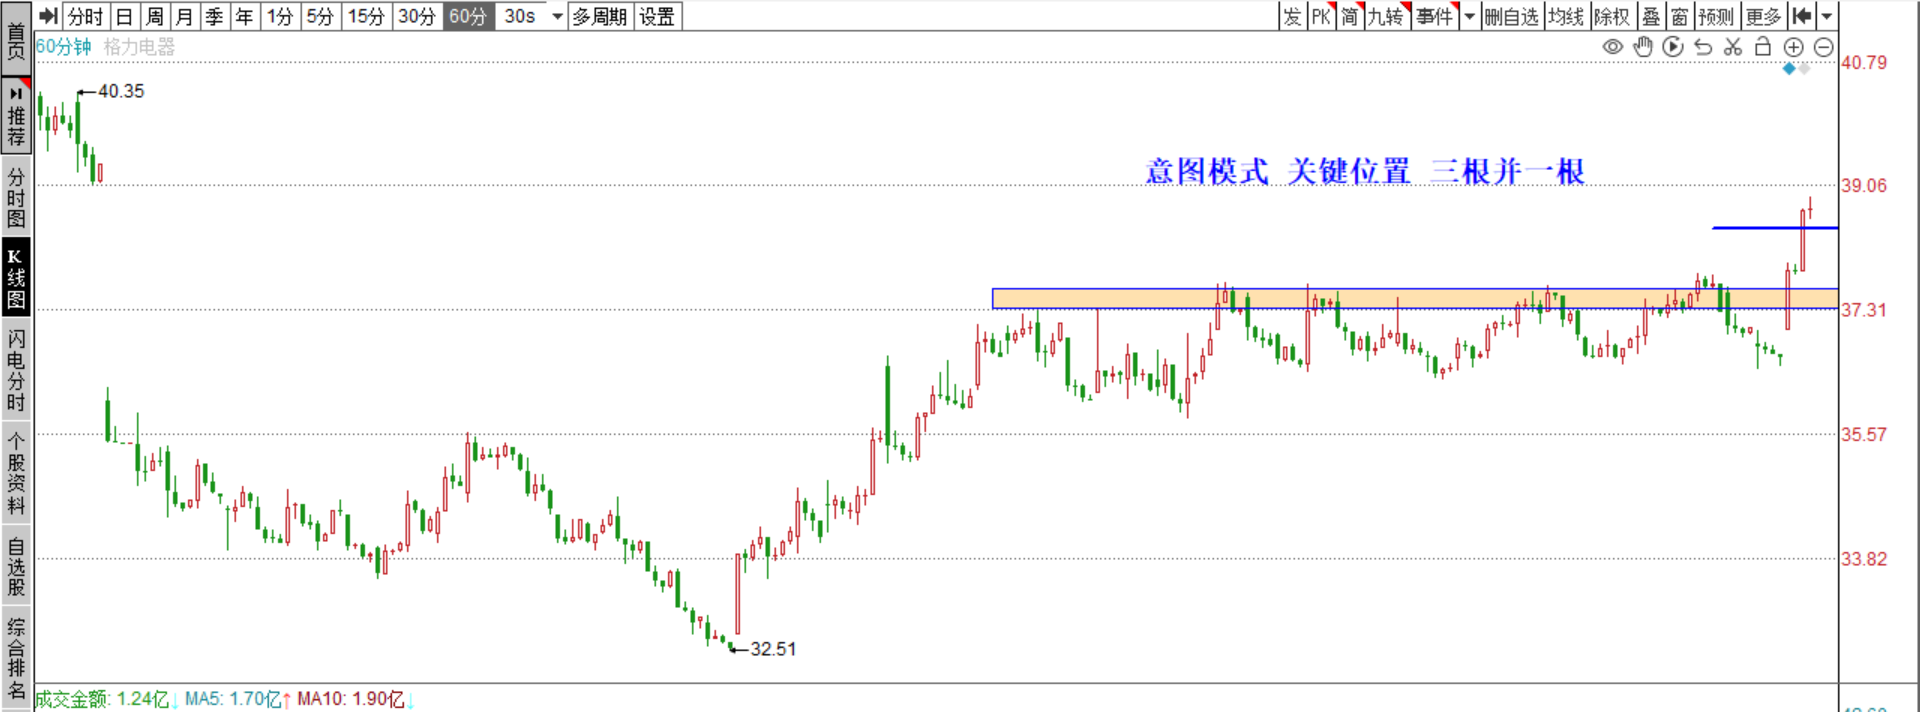 首页 分时 日 周 月 季 年 1分 5分 15分 30分 60分 30s 多周期 设置 发 PK 简 九转 事件 删自选 均线 除权 叠 窗 预测 更多
60分钟 格力电器
40.79
40.35
推荐
意图模式 关键位置 三根并一根
39.06
分时图
K线图
37.31
闪电分时
35.57
个股资料
33.82
自选股
32.51
综合排名
成交金额: 1.24亿↓ MA5: 1.70亿↑ MA10: 1.90亿↓